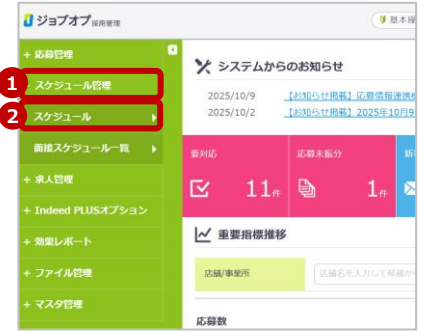 ジョブオプ 採用管理
基本操
+ 応募管理
1 スケジュール管理
2 スケジュール
面接スケジュール一覧
+ 求人管理
+ Indeed PLUSオプション
+ 効果レポート
+ ファイル管理
+ マスタ管理
システムからのお知らせ
2025/10/9 【お知らせ掲載】応募情報連携
2025/10/2 【お知らせ掲載】2025年10月9
要対応 応募未振分 新
11件 1件
重要指標推移
店舗/事業所 店舗名を入力して候補か
応募数